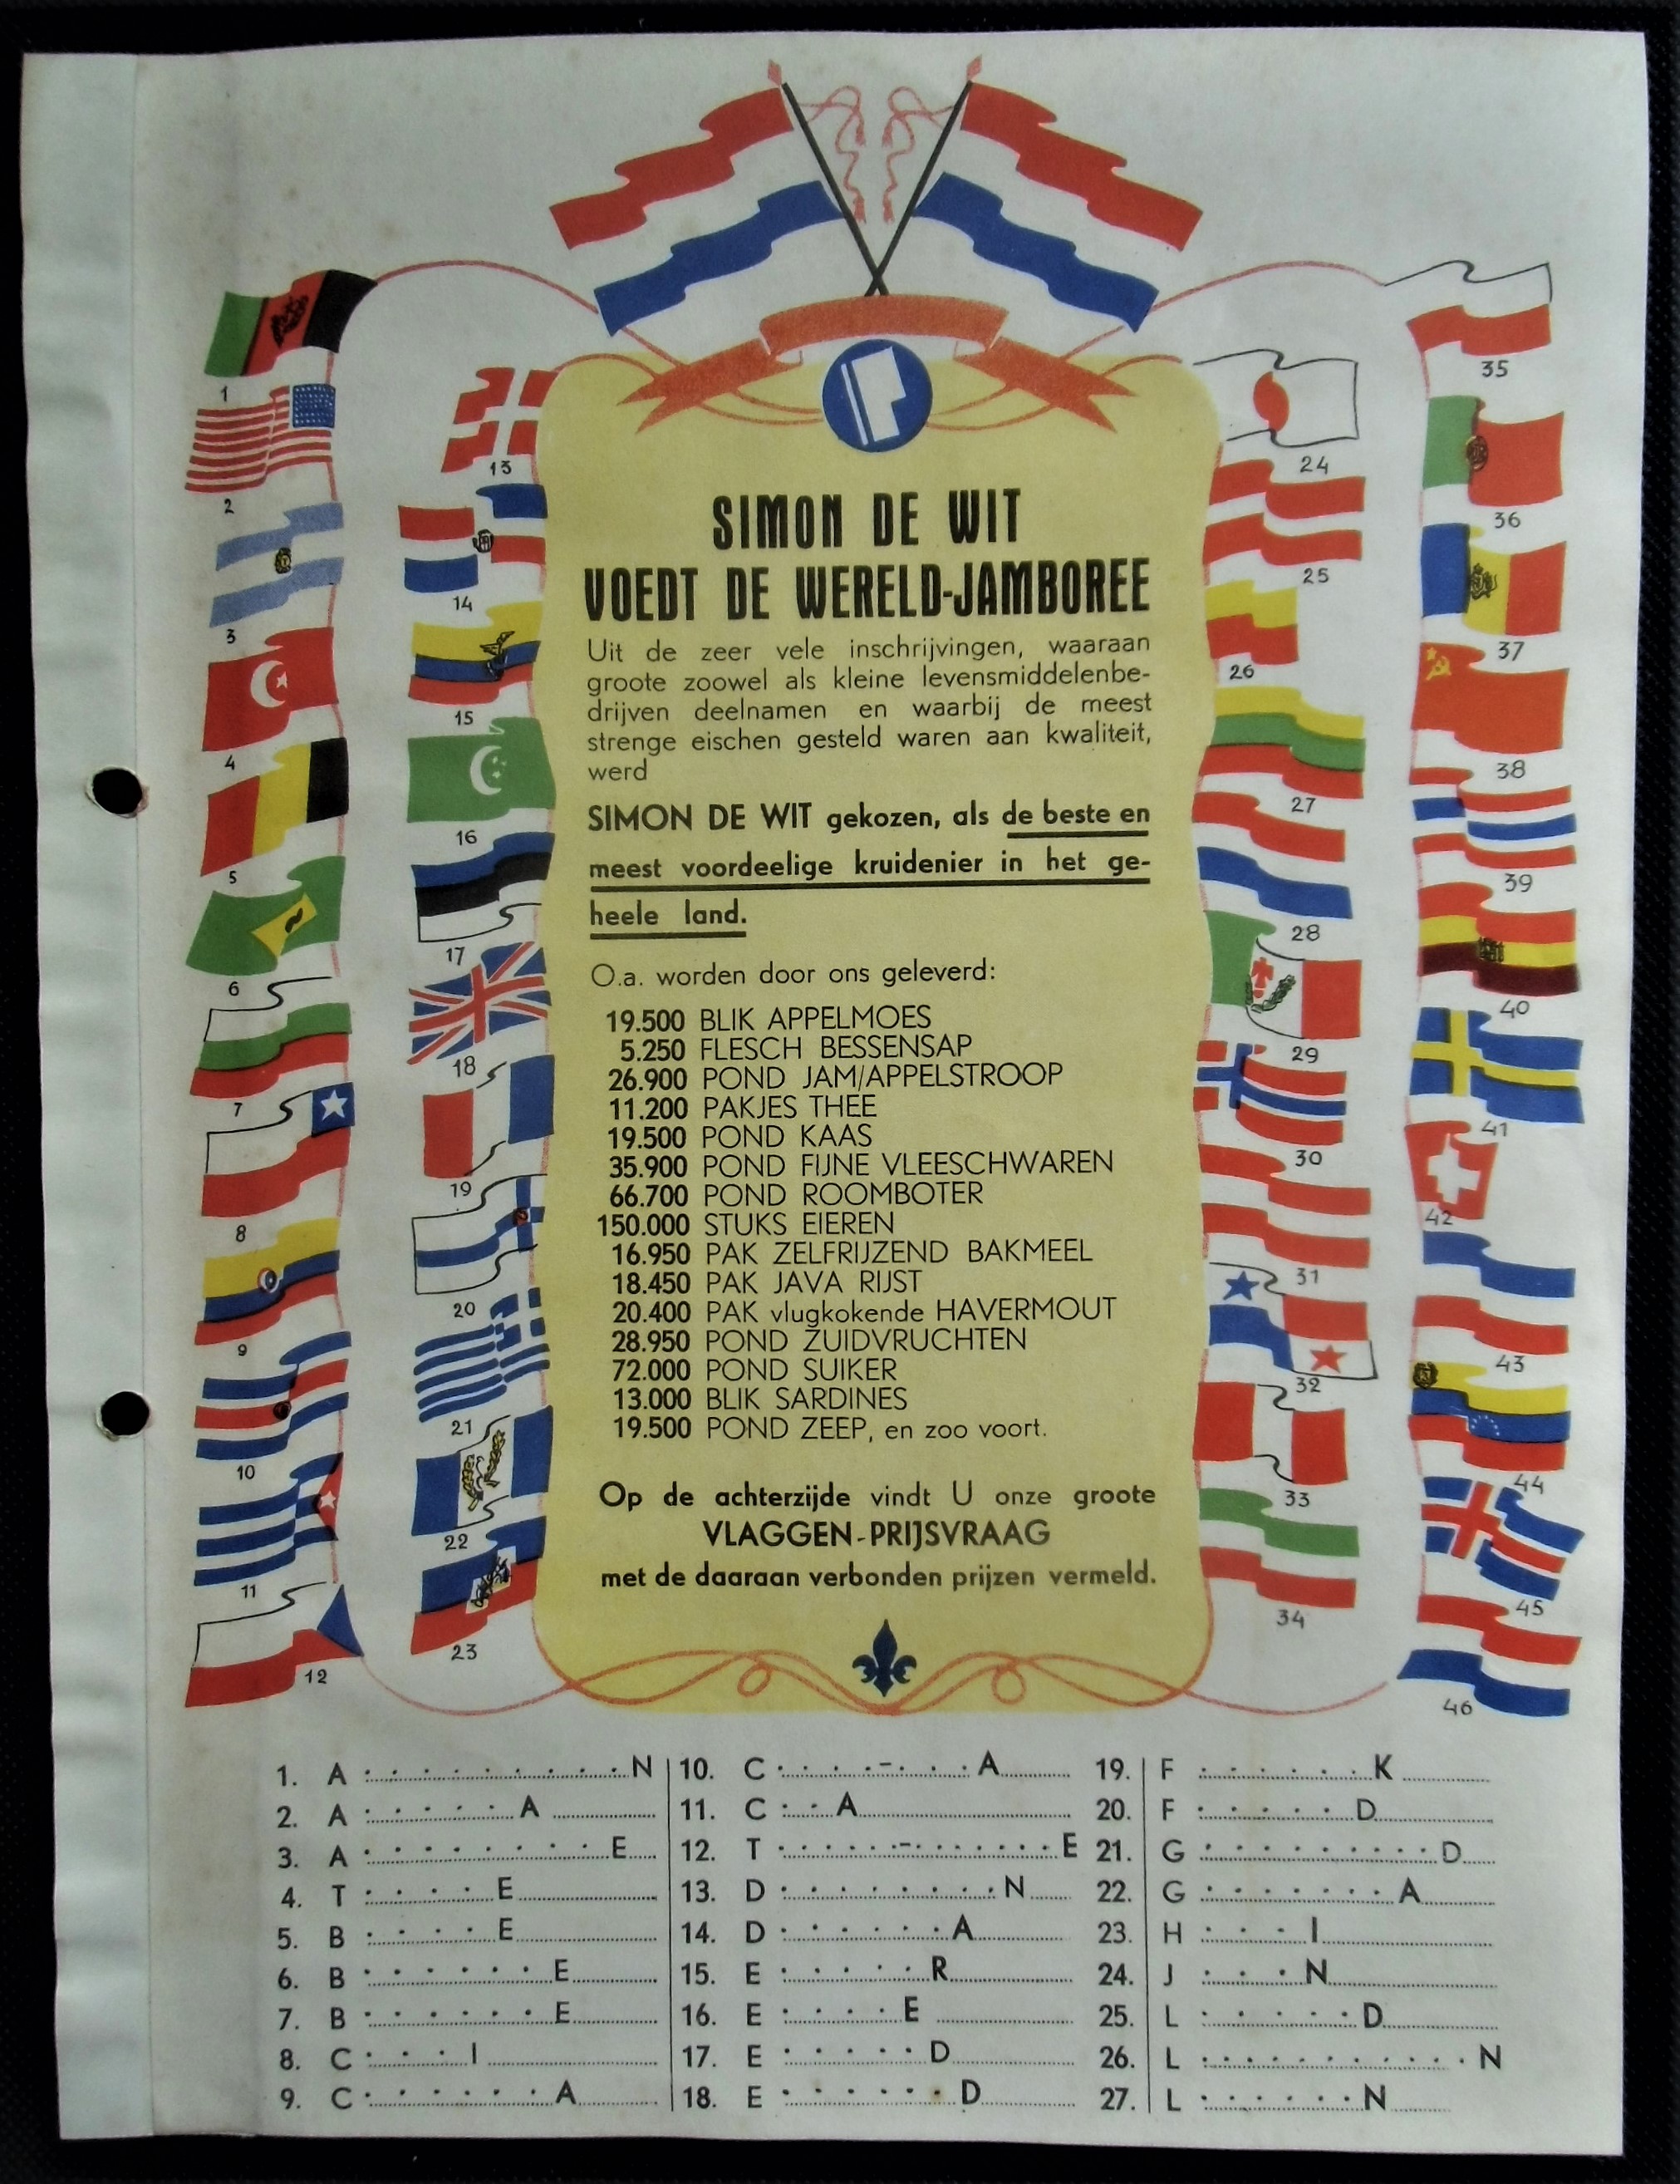 SIMON DE WIT
VOEDT DE WERELD-JAMBOREE
Uit de zeer vele inschrijvingen, waaraan
groote zoowel als kleine levensmiddelenbe-
drijven deelnamen en waarbij de meest
strenge eischen gesteld waren aan kwaliteit,
werd
SIMON DE WIT gekozen, als de beste en
meest voordeelige kruidenier in het ge-
heele land.
O.a. worden door ons geleverd:
19.500 BLIK APPELMOES
5.250 FLESCH BESSENSAP
26.900 POND JAM/APPELSTROOP
11.200 PAKJES THEE
19.500 POND KAAS
35.900 POND FIJNE VLEESCHWAREN
66.700 POND ROOMBOTER
150.000 STUKS EIEREN
16.950 PAK ZELFRIJZEND BAKMEEL
18.450 PAK JAVA RIJST
20.400 PAK vlugkokende HAVERMOUT
28.950 POND ZUIDVRUCHTEN
72.000 POND SUIKER
13.000 BLIK SARDINES
19.500 POND ZEEP, en zoo voort.
Op de achterzijde vindt U onze groote
VLAGGEN-PRIJSVRAAG
met de daaraan verbonden prijzen vermeld.
1
2
3
4
5
6
7
8
9
10
11
12
13
14
15
16
17
18
19
20
21
22
23
24
25
26
27
28
29
30
31
32
33
34
35
36
37
38
39
40
41
42
43
44
45
46
1. A . . . . . . . . . . N
2. A . . . . . . A
3. A . . . . . . . . . E
4. T . . . . E
5. B . . . . E
6. B . . . . . . E
7. B . . . . . . E
8. C . . . I
9. C . . . . . . A
10. C . . . . - . . . A
11. C . . A
12. T . . . . . - . . . . . . E
13. D . . . . . . . . N
14. D . . . . . . A
15. E . . . . . R
16. E . . . . E
17. E . . . . . D
18. E . . . . . . D
19. F . . . . . . K
20. F . . . . . D
21. G . . . . . . . . . D
22. G . . . . . . . A
23. H . . . I
24. J . . . N
25. L . . . . . D
26. L . . . . . . . . . . N
27. L . . . . . . N